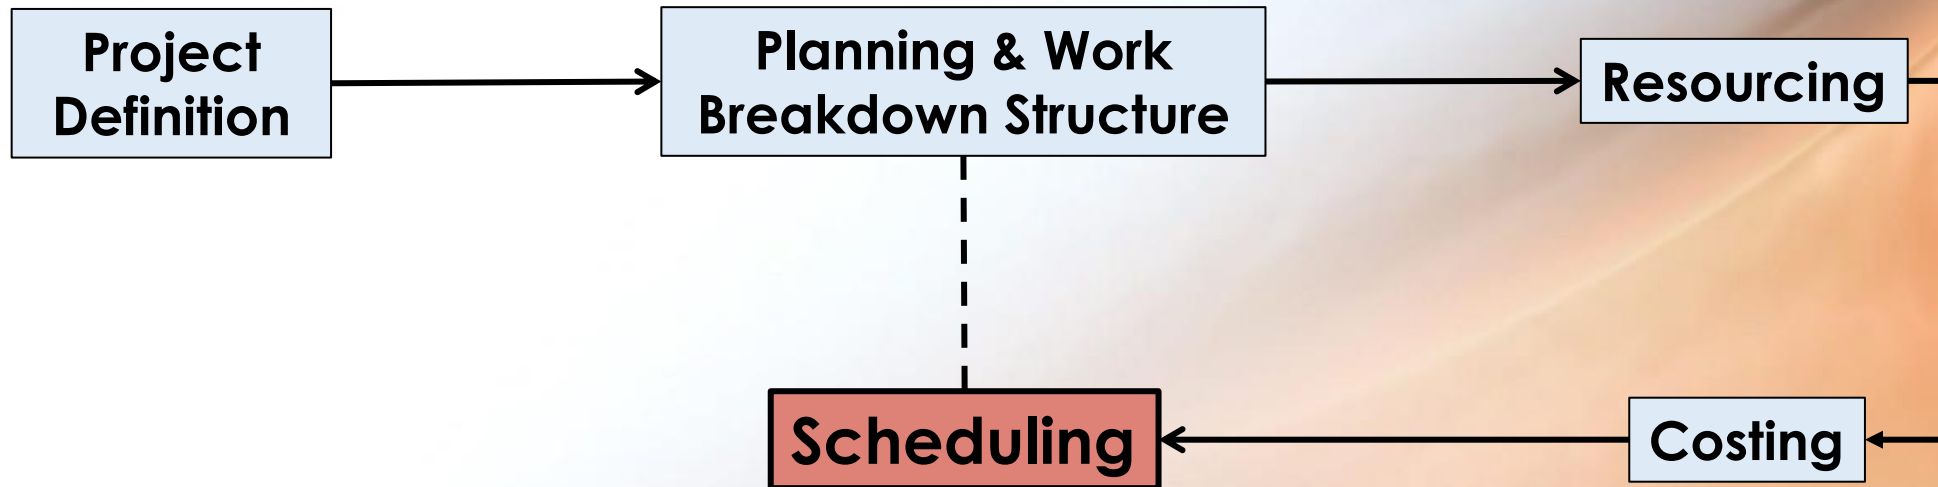 Project
Definition
Planning & Work
Breakdown Structure
Resourcing
Scheduling
Costing